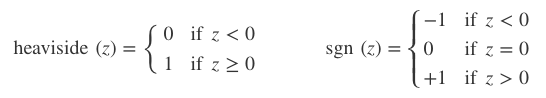 heaviside (z) = { 0 if z < 0
1 if z ≥ 0
sgn (z) = { −1 if z < 0
0 if z = 0
+1 if z > 0